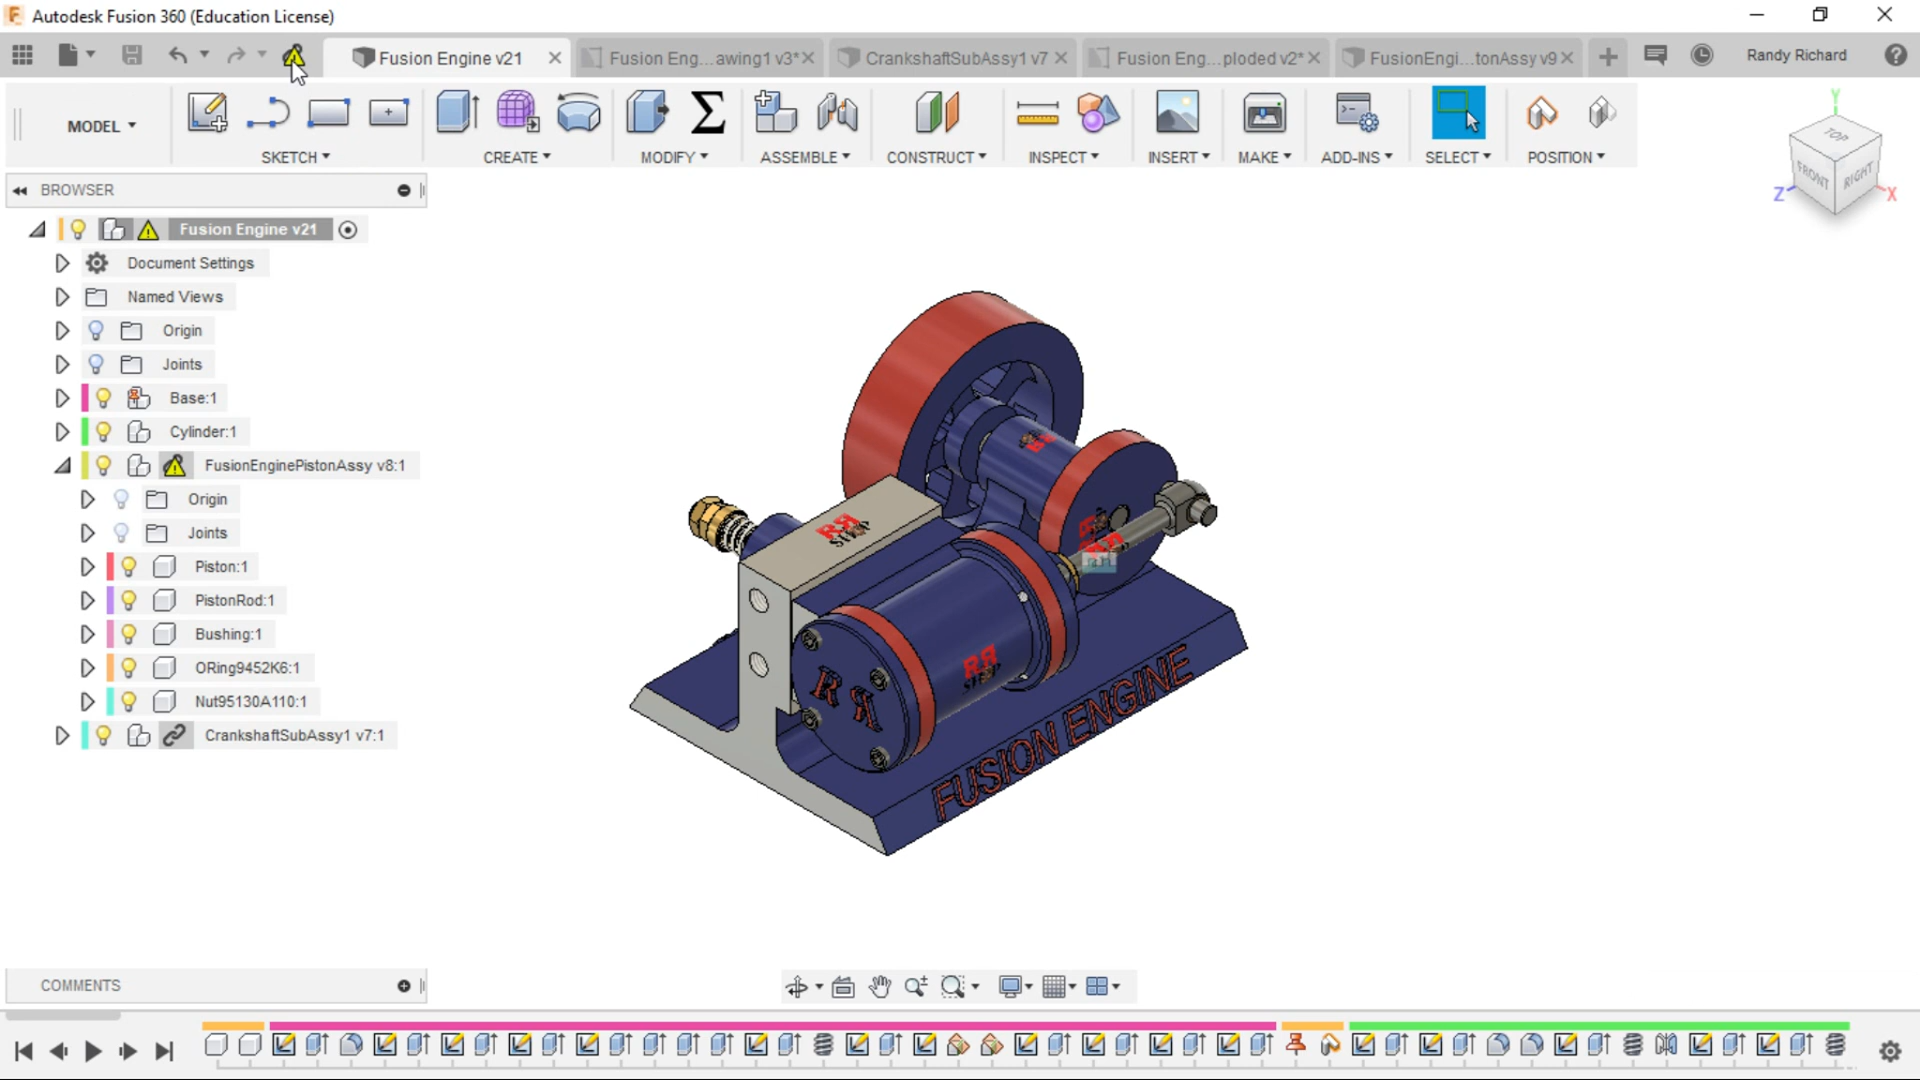 Autodesk Fusion 360 (Education License)
Fusion Engine v21
Fusion Eng...awing1 v3*
CrankshaftSubAssy1 v7
Fusion Eng...ploded v2*
FusionEngi...tonAssy v9
Randy Richard
MODEL
SKETCH
CREATE
MODIFY
ASSEMBLE
CONSTRUCT
INSPECT
INSERT
MAKE
ADD-INS
SELECT
POSITION
Y
TOP
FRONT
RIGHT
Z
X
BROWSER
Fusion Engine v21
Document Settings
Named Views
Origin
Joints
Base:1
Cylinder:1
FusionEnginePistonAssy v8:1
Origin
Joints
Piston:1
PistonRod:1
Bushing:1
ORing9452K6:1
Nut95130A110:1
CrankshaftSubAssy1 v7:1
FUSION ENGINE
COMMENTS